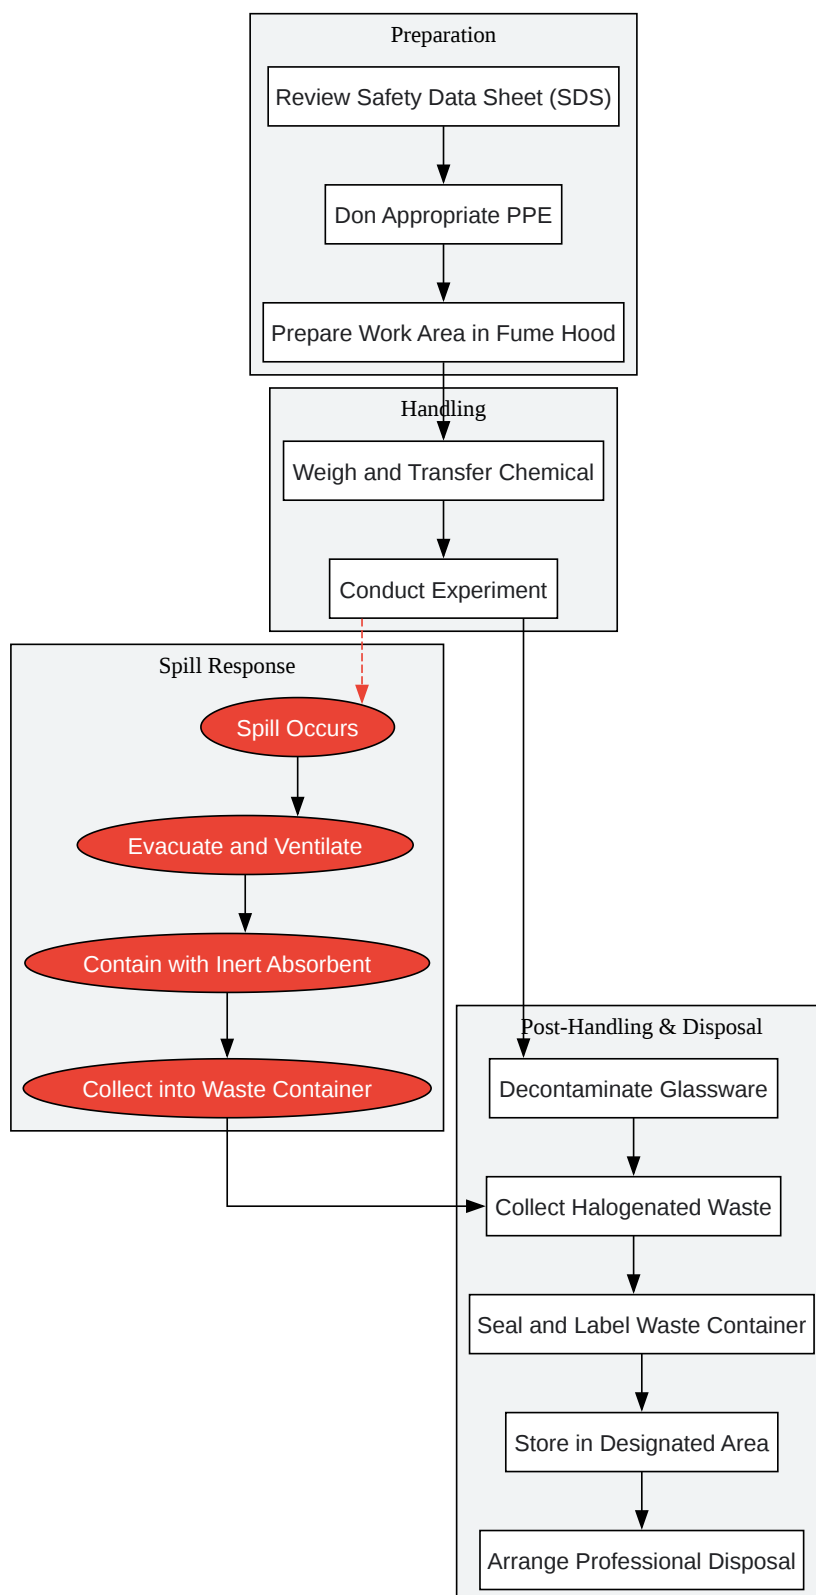 Preparation
Review Safety Data Sheet (SDS)
Don Appropriate PPE
Prepare Work Area in Fume Hood
Handling
Weigh and Transfer Chemical
Conduct Experiment
Spill Response
Spill Occurs
Evacuate and Ventilate
Contain with Inert Absorbent
Collect into Waste Container
Post-Handling & Disposal
Decontaminate Glassware
Collect Halogenated Waste
Seal and Label Waste Container
Store in Designated Area
Arrange Professional Disposal